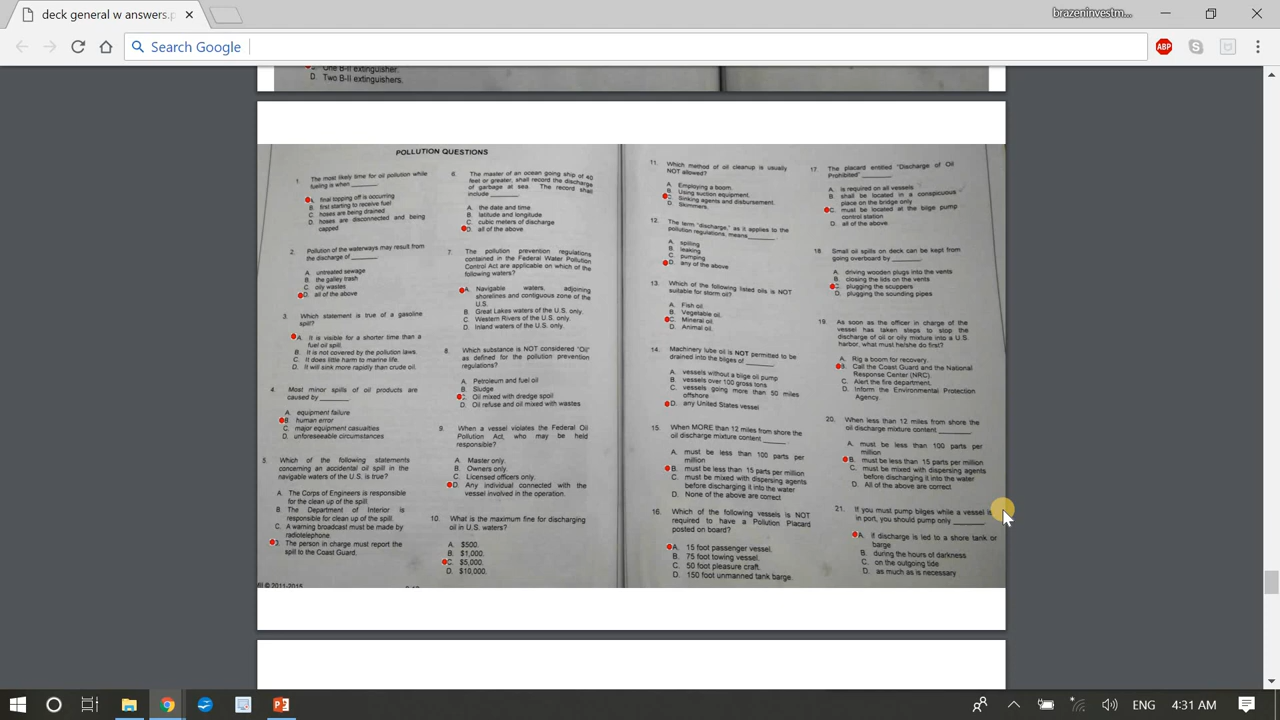 deck general w answers.p
brazeninvestm...
Search Google
ABP
One B-II extinguisher.
D. Two B-II extinguishers.
POLLUTION QUESTIONS
1. The most likely time for oil pollution while
fueling is when ______.
A. final topping off is occurring
B. first starting to receive fuel
C. hoses are being drained
D. hoses are disconnected and being
capped
2. Pollution of the waterways may result from
the discharge of ______.
A. untreated sewage
B. the galley trash
C. oily wastes
D. all of the above
3. Which statement is true of a gasoline
spill?
A. It is visible for a shorter time than a
fuel oil spill.
B. It is not covered by the pollution laws.
C. It does little harm to marine life.
D. It will sink more rapidly than crude oil.
4. Most minor spills of oil products are
caused by ______
A. equipment failure
B. human error
C. major equipment casualties
D. unforeseeable circumstances
5. Which of the following statements
concerning an accidental oil spill in the
navigable waters of the U.S. is true?
A. The Corps of Engineers is responsible
for the clean up of the spill.
B. The Department of Interior is
responsible for clean up of the spill.
C. A warning broadcast must be made by
radiotelephone.
The person in charge must report the
spill to the Coast Guard.
© 2011-2015
6. The master of an ocean going ship of 40
feet or greater, shall record the discharge
of garbage at sea. The record shall
include ______.
A. the date and time
B. latitude and longitude
C. cubic meters of discharge
D. all of the above
7. The pollution prevention regulations
contained in the Federal Water Pollution
Control Act are applicable on which of the
following waters?
A. Navigable waters, adjoining
shorelines and contiguous zone of the
U.S.
B. Great Lakes waters of the U.S. only.
C. Western Rivers of the U.S. only.
D. Inland waters of the U.S. only.
8. Which substance is NOT considered "Oil"
as defined for the pollution prevention
regulations?
A. Petroleum and fuel oil
B. Sludge
C. Oil mixed with dredge spoil
D. Oil refuse and oil mixed with wastes
9. When a vessel violates the Federal Oil
Pollution Act, who may be held
responsible?
A. Master only.
B. Owners only.
C. Licensed officers only.
D. Any individual connected with the
vessel involved in the operation.
10. What is the maximum fine for discharging
oil in U.S. waters?
A. $500.
B. $1,000.
C. $5,000.
D. $10,000.
11. Which method of oil cleanup is usually
NOT allowed?
A. Employing a boom.
B. Using suction equipment.
C. Sinking agents and disbursement.
D. Skimmers.
12. The term "discharge," as it applies to the
pollution regulations, means______.
A. spilling
B. leaking
C. pumping
D. any of the above
13. Which of the following listed oils is NOT
suitable for storm oil?
A. Fish oil.
B. Vegetable oil.
C. Mineral oil.
D. Animal oil.
14. Machinery lube oil is NOT permitted to be
drained into the bilges of ______
A. vessels without a bilge oil pump
B. vessels over 100 gross tons
C. vessels going more than 50 miles
offshore
D. any United States vessel
15. When MORE than 12 miles from shore the
oil discharge mixture content _____
A. must be less than 100 parts per
million
B. must be less than 15 parts per million
C. must be mixed with dispersing agents
before discharging it into the water
D. None of the above are correct
16. Which of the following vessels is NOT
required to have a Pollution Placard
posted on board?
A. 15 foot passenger vessel.
B. 75 foot towing vessel.
C. 50 foot pleasure craft.
D. 150 foot unmanned tank barge.
17 The placard entitled "Discharge of Oil
Prohibited" ______
A. is required on all vessels
B. shall be located in a conspicuous
place on the bridge only
C. must be located at the bilge pump
control station
D. all of the above
18. Small oil spills on deck can be kept from
going overboard by ______.
A. driving wooden plugs into the vents
B. closing the lids on the vents
C. plugging the scuppers
D. plugging the sounding pipes
19. As soon as the officer in charge of the
vessel has taken steps to stop the
discharge of oil or oily mixture into a U.S.
harbor, what must he/she do first?
A. Rig a boom for recovery.
B. Call the Coast Guard and the National
Response Center (NRC).
C. Alert the fire department.
D. Inform the Environmental Protection
Agency.
20. When less than 12 miles from shore the
oil discharge mixture content ______
A. must be less than 100 parts per
million
B. must be less than 15 parts per million
C. must be mixed with dispersing agents
before discharging it into the water
D. All of the above are correct
21. If you must pump bilges while a vessel is
in port, you should pump only ______
A. if discharge is led to a shore tank or
barge
B. during the hours of darkness
C. on the outgoing tide
D. as much as is necessary
ENG
4:31 AM